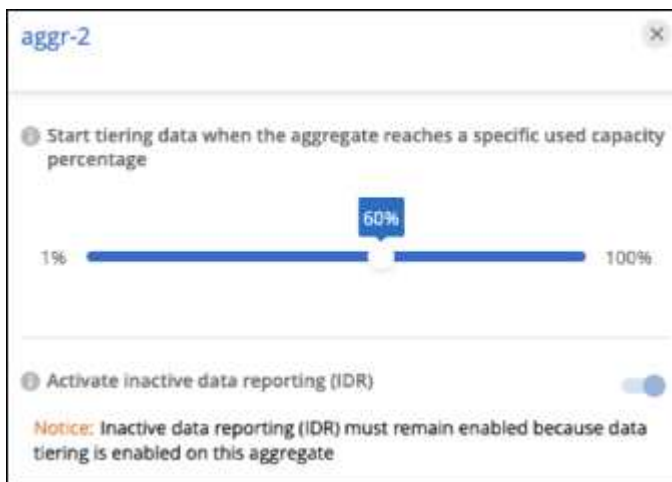 aggr-2
Start tiering data when the aggregate reaches a specific used capacity
percentage
60%
1%
100%
Activate inactive data reporting (IDR)
Notice: Inactive data reporting (IDR) must remain enabled because data
tiering is enabled on this aggregate